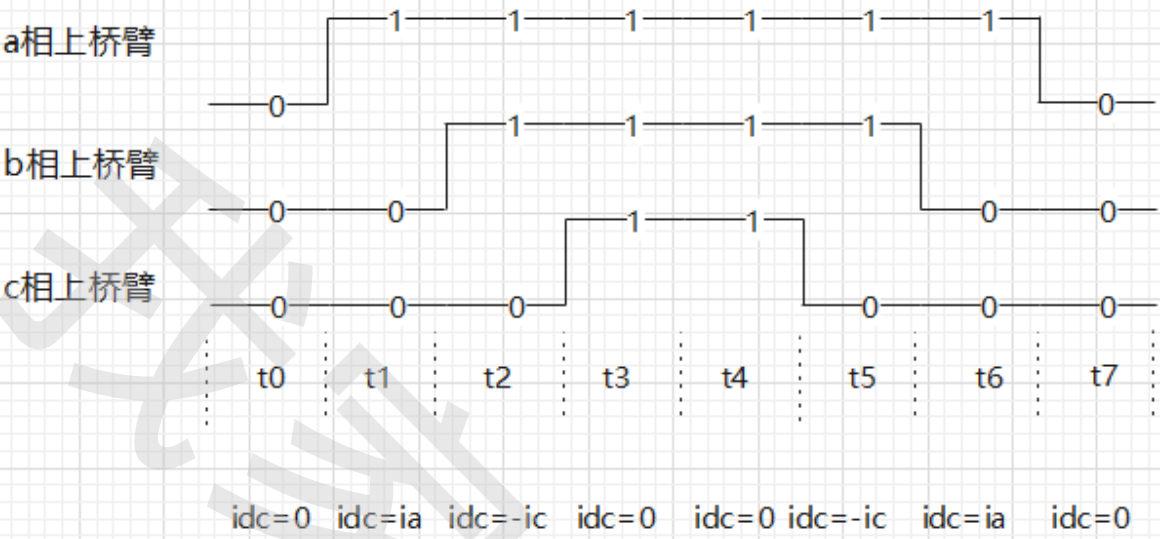 1 1 1 1 1 1
a相上桥臂
0 0
1 1 1 1
b相上桥臂
0 0 0 0
1 1
c相上桥臂
0 0 0 0 0 0
t0 t1 t2 t3 t4 t5 t6 t7
idc=0 idc=ia idc=-ic idc=0 idc=0 idc=-ic idc=ia idc=0